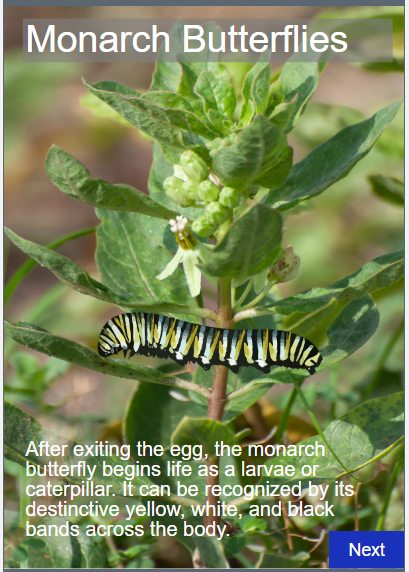 Monarch Butterflies
After exiting the egg, the monarch
butterfly begins life as a larvae or
caterpillar. It can be recognized by its
destinctive yellow, white, and black
bands across the body.
Next